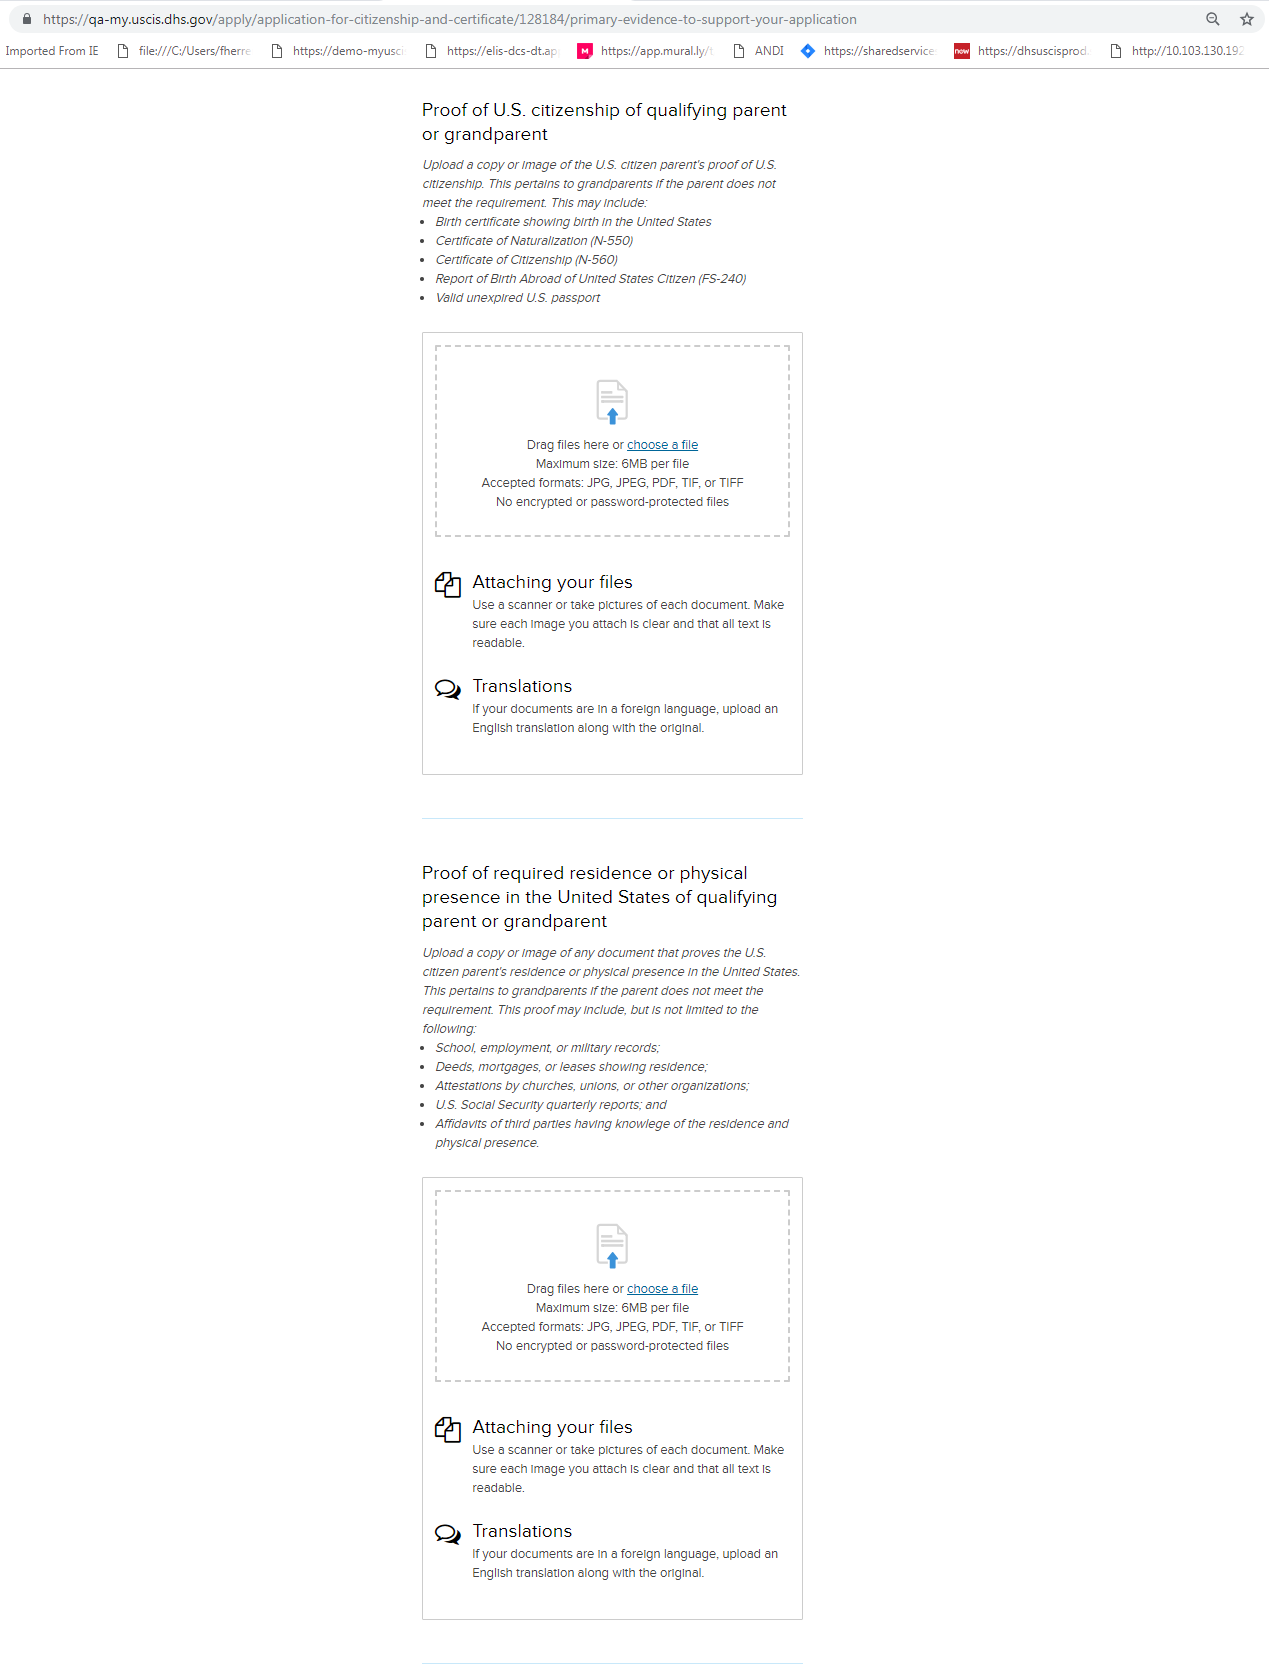 https://qa-my.uscis.dhs.gov/apply/application-for-citizenship-and-certificate/128184/primary-evidence-to-support-your-application
Imported From IE file:///C:/Users/fherre https://demo-myusci https://elis-dcs-dt.ap M https://app.mural.ly/t ANDI https://sharedservice now https://dhsuscisprod. http://10.103.130.192
Proof of U.S. citizenship of qualifying parent
or grandparent
Upload a copy or image of the U.S. citizen parent's proof of U.S.
citizenship. This pertains to grandparents if the parent does not
meet the requirement. This may include:
• Birth certificate showing birth in the United States
• Certificate of Naturalization (N-550)
• Certificate of Citizenship (N-560)
• Report of Birth Abroad of United States Citizen (FS-240)
• Valid unexpired U.S. passport
Drag files here or choose a file
Maximum size: 6MB per file
Accepted formats: JPG, JPEG, PDF, TIF, or TIFF
No encrypted or password-protected files
Attaching your files
Use a scanner or take pictures of each document. Make
sure each image you attach is clear and that all text is
readable.
Translations
If your documents are in a foreign language, upload an
English translation along with the original.
Proof of required residence or physical
presence in the United States of qualifying
parent or grandparent
Upload a copy or image of any document that proves the U.S.
citizen parent's residence or physical presence in the United States.
This pertains to grandparents if the parent does not meet the
requirement. This proof may include, but is not limited to the
following:
• School, employment, or military records;
• Deeds, mortgages, or leases showing residence;
• Attestations by churches, unions, or other organizations;
• U.S. Social Security quarterly reports; and
• Affidavits of third parties having knowlege of the residence and
physical presence.
Drag files here or choose a file
Maximum size: 6MB per file
Accepted formats: JPG, JPEG, PDF, TIF, or TIFF
No encrypted or password-protected files
Attaching your files
Use a scanner or take pictures of each document. Make
sure each image you attach is clear and that all text is
readable.
Translations
If your documents are in a foreign language, upload an
English translation along with the original.